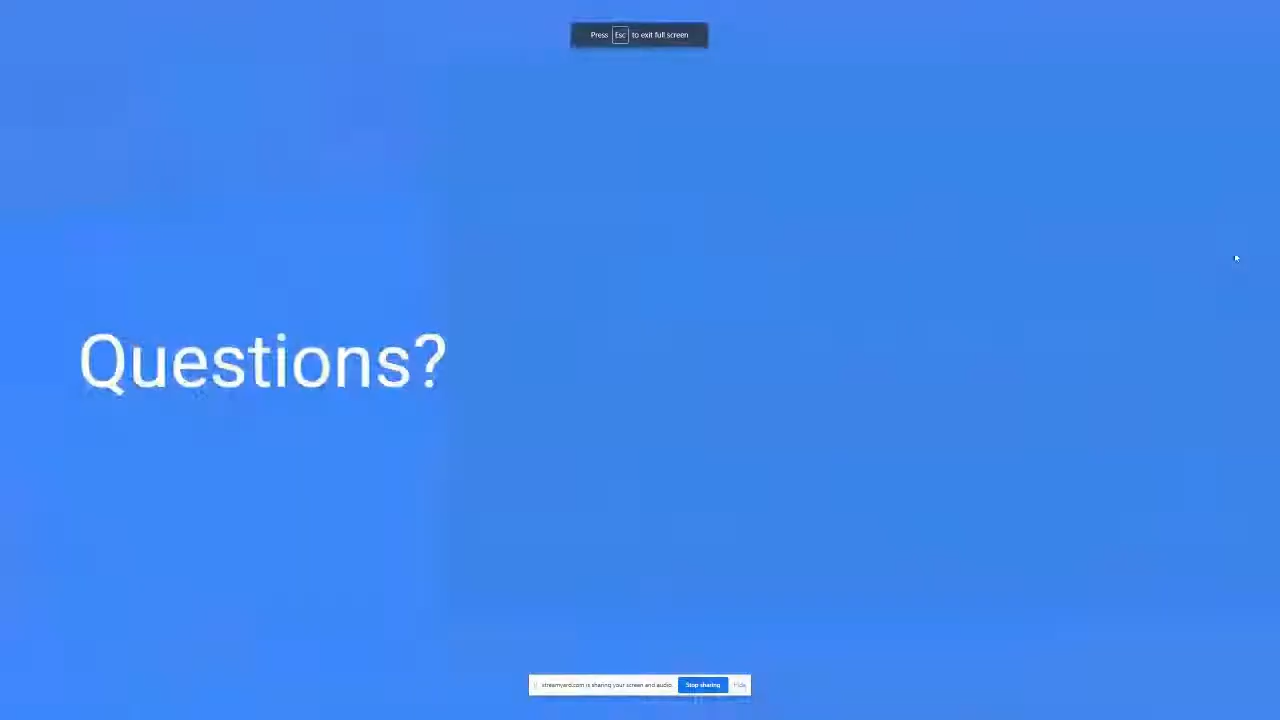 Press Esc to exit full screen
Questions?
streamyard.com is sharing your screen and audio.
Stop sharing
Hide